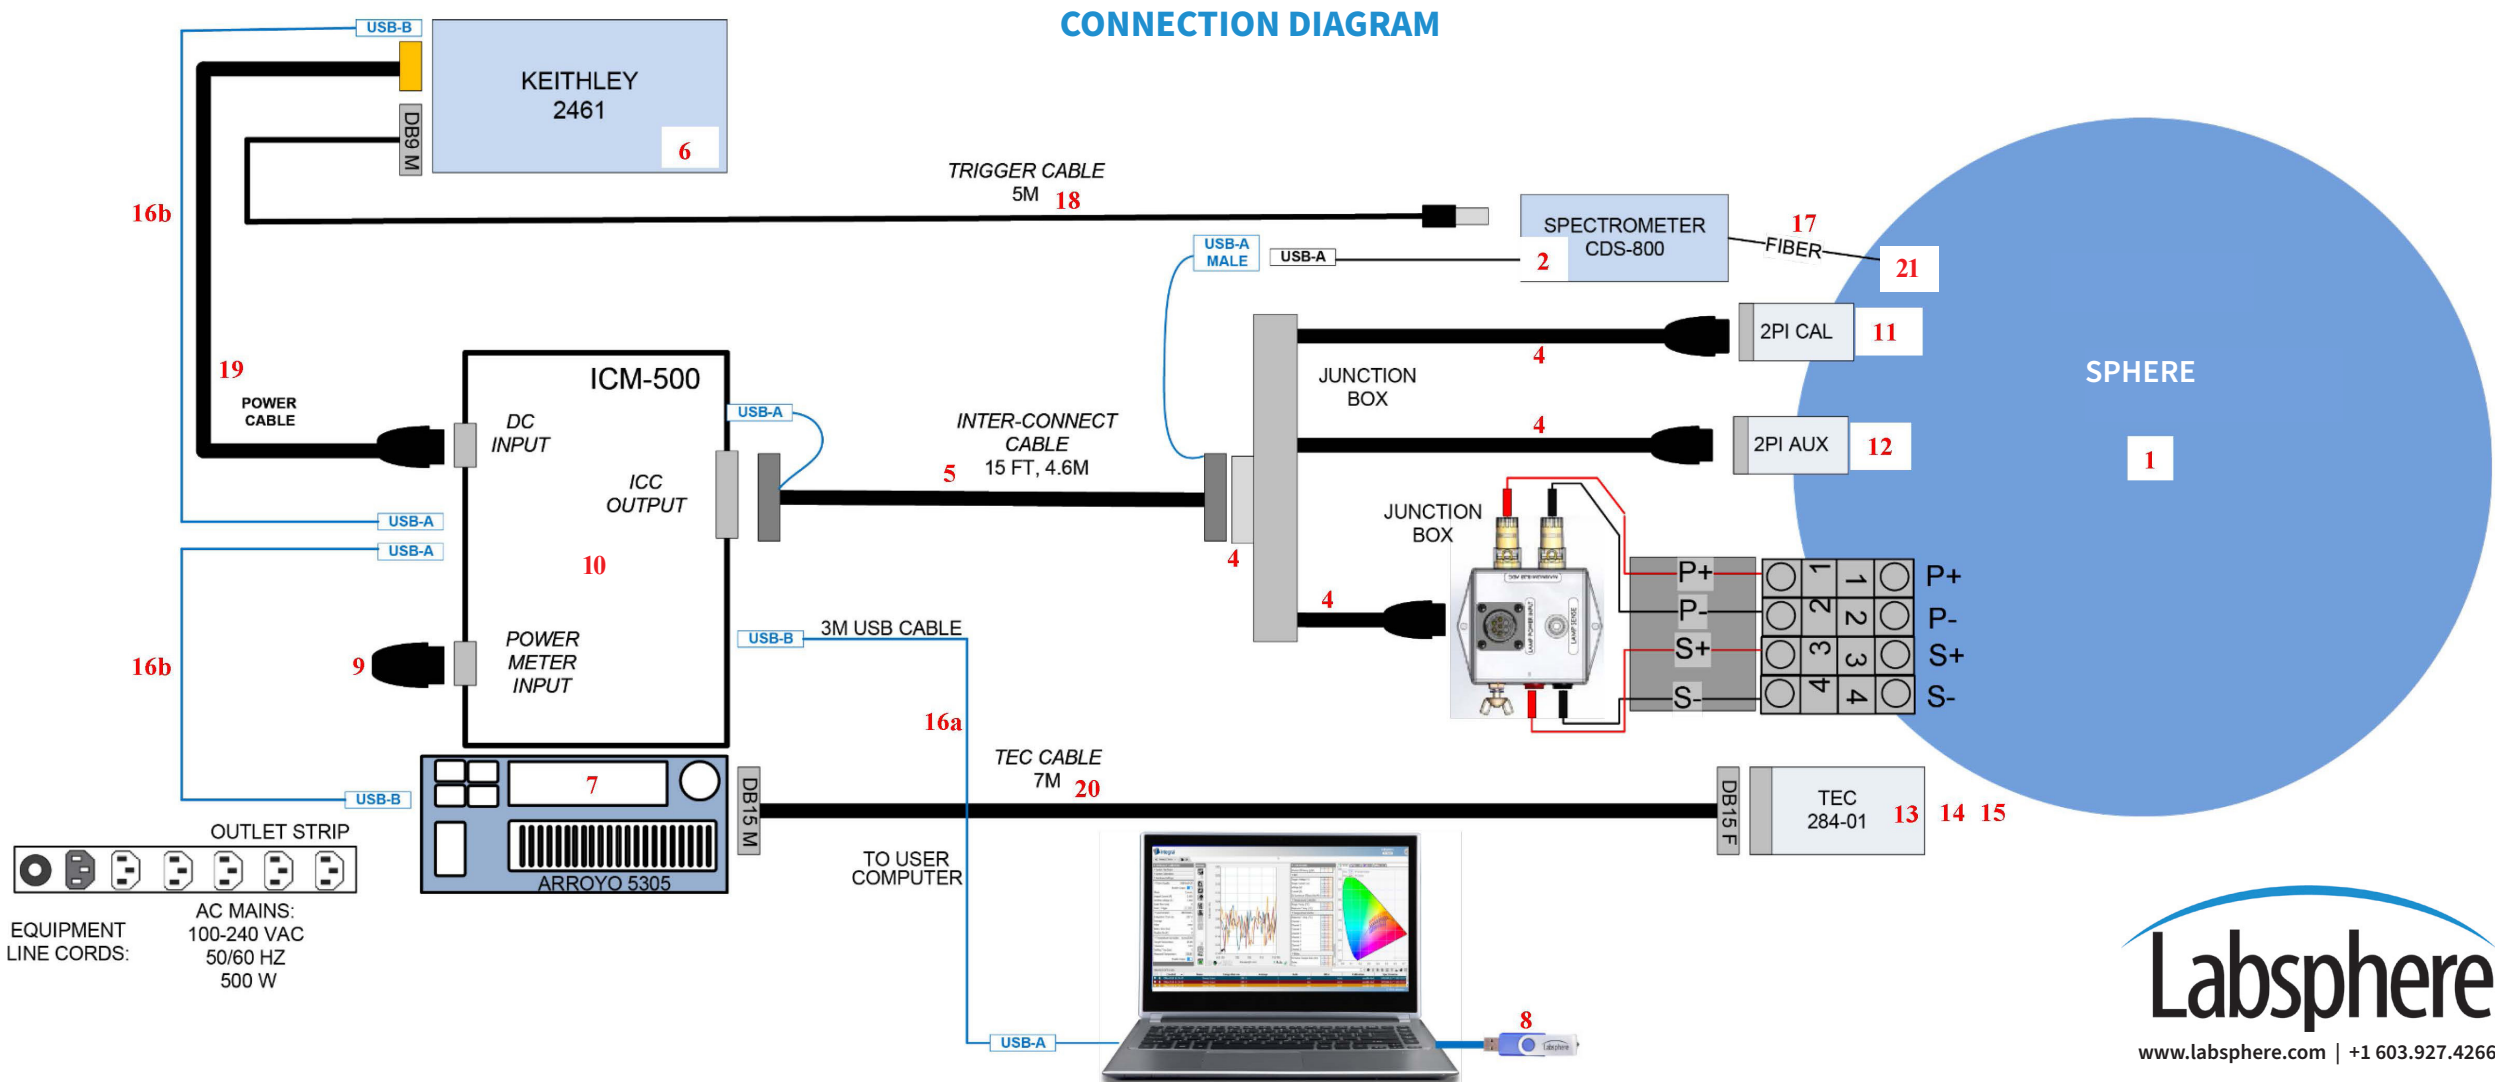 CONNECTION DIAGRAM
USB-B
KEITHLEY
2461
6
DB9 M
16b
TRIGGER CABLE
5M
18
USB-A
MALE
USB-A
2
SPECTROMETER
CDS-800
17
FIBER
21
2PI CAL
11
4
JUNCTION
BOX
4
2PI AUX
12
SPHERE
1
19
POWER
CABLE
ICM-500
DC
INPUT
USB-A
ICC
OUTPUT
INTER-CONNECT
CABLE
15 FT, 4.6M
5
4
4
USB-A
USB-A
10
POWER
METER
INPUT
9
16b
USB-B
3M USB CABLE
16a
JUNCTION
BOX
LAMP POWER INPUT
LAMP SENSE
P+
P-
S+
S-
1 1
2 2
3 3
4 4
P+
P-
S+
S-
USB-B
7
ARROYO 5305
DB15 M
TEC CABLE
7M
20
DB15 F
TEC
284-01
13
14
15
OUTLET STRIP
EQUIPMENT
LINE CORDS:
AC MAINS:
100-240 VAC
50/60 HZ
500 W
TO USER
COMPUTER
USB-A
8
Labsphere
Labsphere
www.labsphere.com | +1 603.927.4266